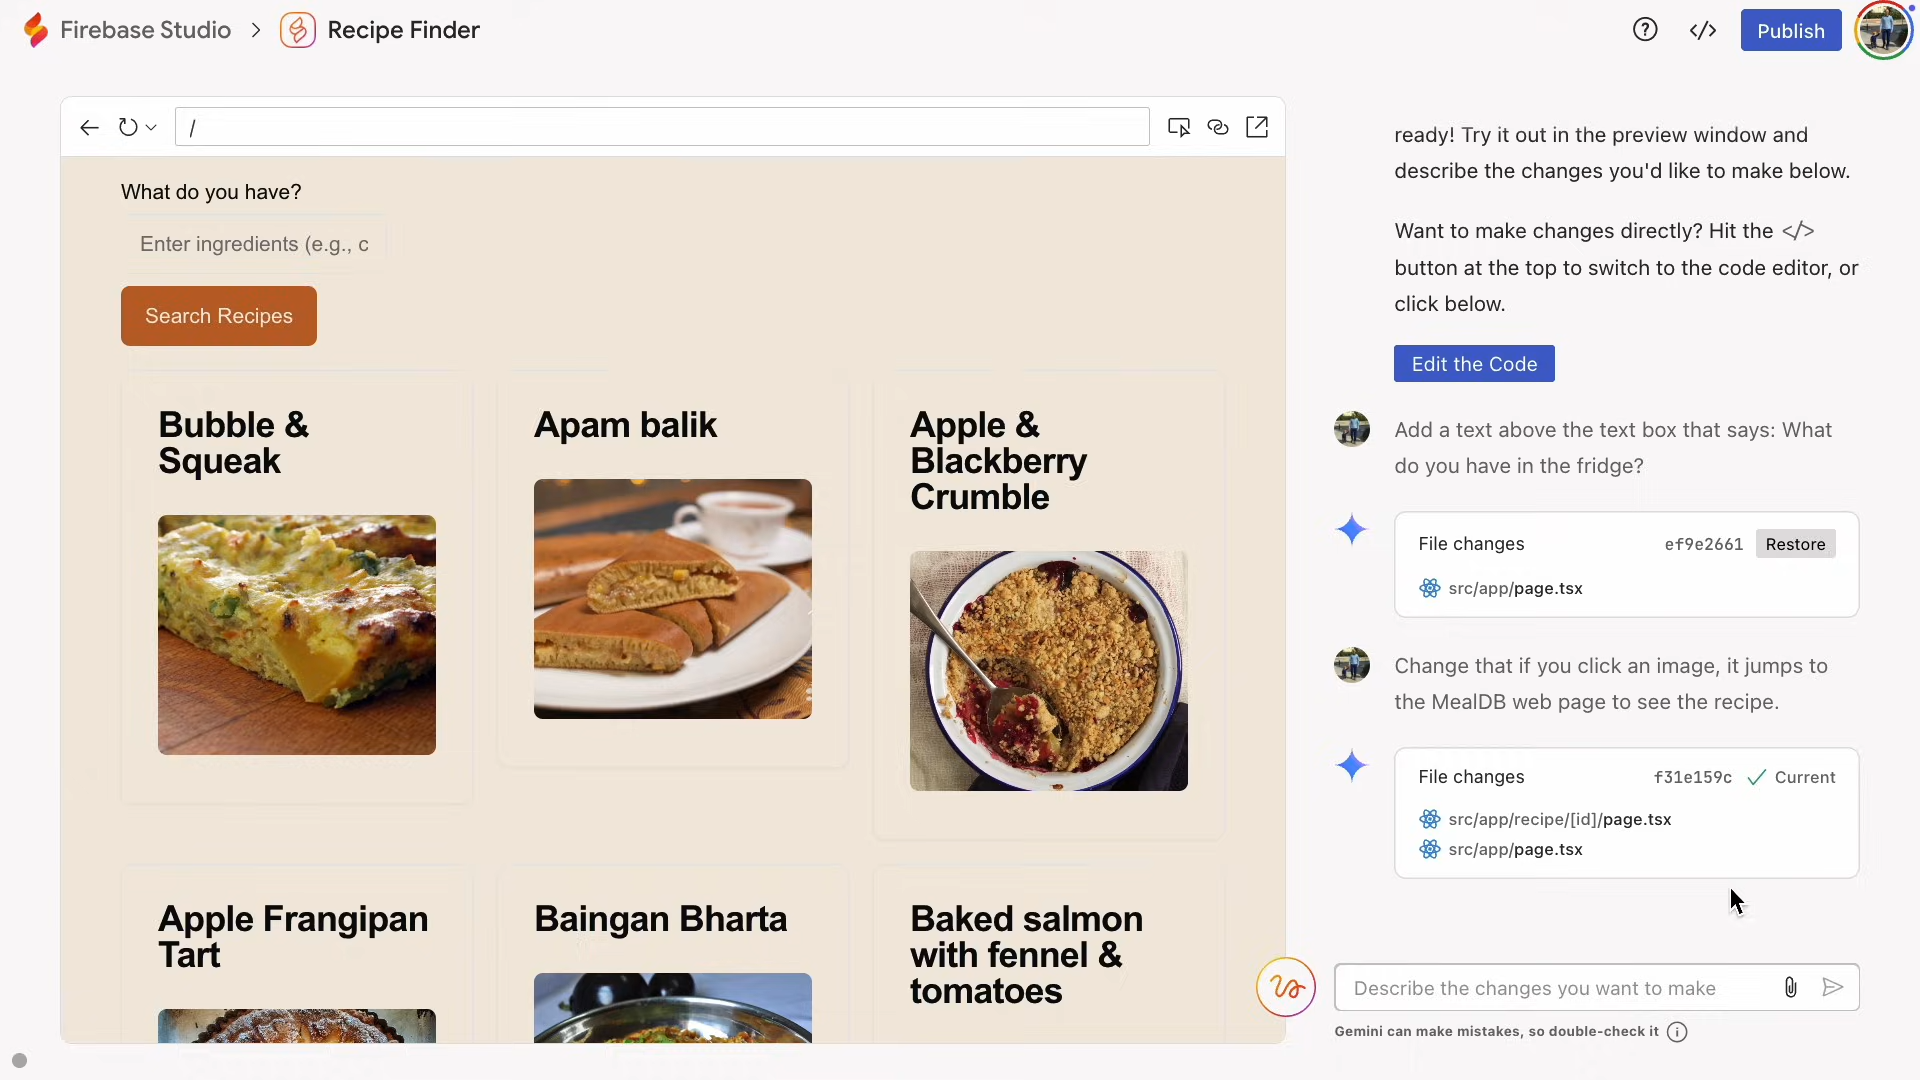 Firebase Studio > Recipe Finder
Publish
/
What do you have?
Enter ingredients (e.g., c
Search Recipes
Bubble &
Squeak
Apam balik
Apple &
Blackberry
Crumble
Apple Frangipan
Tart
Baingan Bharta
Baked salmon
with fennel &
tomatoes
ready! Try it out in the preview window and
describe the changes you'd like to make below.
Want to make changes directly? Hit the </>
button at the top to switch to the code editor, or
click below.
Edit the Code
Add a text above the text box that says: What
do you have in the fridge?
File changes ef9e2661 Restore
src/app/page.tsx
Change that if you click an image, it jumps to
the MealDB web page to see the recipe.
File changes f31e159c Current
src/app/recipe/[id]/page.tsx
src/app/page.tsx
Describe the changes you want to make
Gemini can make mistakes, so double-check it